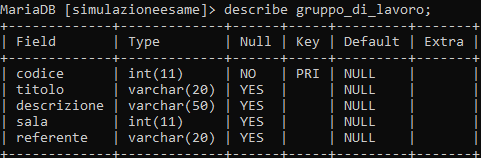 MariaDB [simulazioneesame]> describe gruppo_di_lavoro;
+-------------+-------------+------+-----+---------+-------+
| Field       | Type        | Null | Key | Default | Extra |
+-------------+-------------+------+-----+---------+-------+
| codice      | int(11)     | NO   | PRI | NULL    |       |
| titolo      | varchar(20) | YES  |     | NULL    |       |
| descrizione | varchar(50) | YES  |     | NULL    |       |
| sala        | int(11)     | YES  |     | NULL    |       |
| referente   | varchar(20) | YES  |     | NULL    |       |
+-------------+-------------+------+-----+---------+-------+